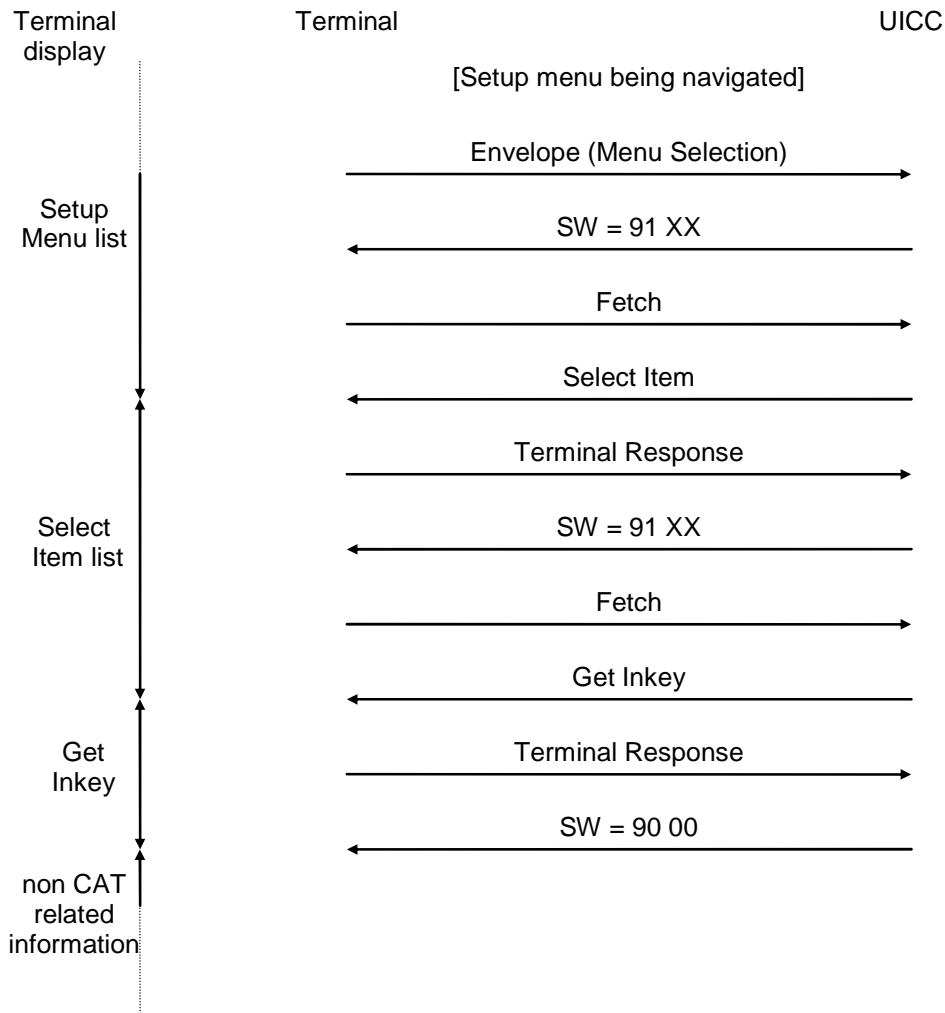 Terminal
display
Terminal
UICC
[Setup menu being navigated]
Envelope (Menu Selection)
Setup
Menu list
SW = 91 XX
Fetch
Select Item
Terminal Response
Select
Item list
SW = 91 XX
Fetch
Get Inkey
Get
Inkey
Terminal Response
SW = 90 00
non CAT
related
information